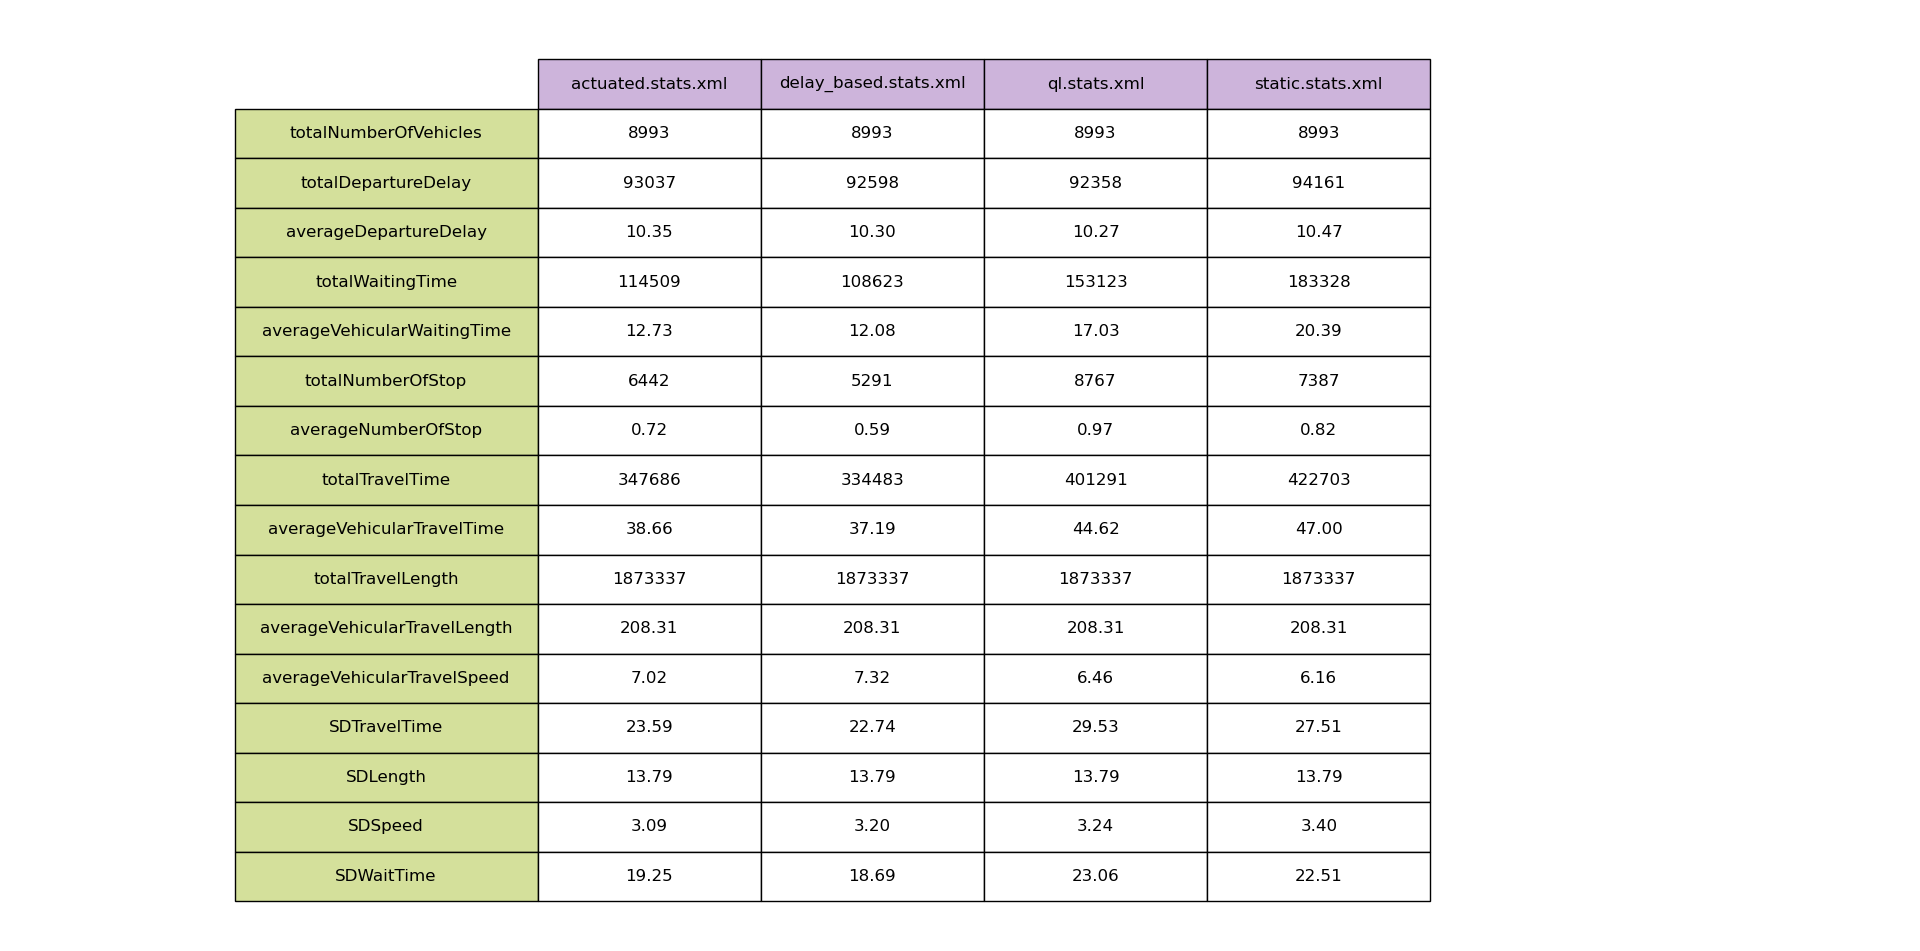 actuated.stats.xml delay_based.stats.xml ql.stats.xml static.stats.xml
totalNumberOfVehicles 8993 8993 8993 8993
totalDepartureDelay 93037 92598 92358 94161
averageDepartureDelay 10.35 10.30 10.27 10.47
totalWaitingTime 114509 108623 153123 183328
averageVehicularWaitingTime 12.73 12.08 17.03 20.39
totalNumberOfStop 6442 5291 8767 7387
averageNumberOfStop 0.72 0.59 0.97 0.82
totalTravelTime 347686 334483 401291 422703
averageVehicularTravelTime 38.66 37.19 44.62 47.00
totalTravelLength 1873337 1873337 1873337 1873337
averageVehicularTravelLength 208.31 208.31 208.31 208.31
averageVehicularTravelSpeed 7.02 7.32 6.46 6.16
SDTravelTime 23.59 22.74 29.53 27.51
SDLength 13.79 13.79 13.79 13.79
SDSpeed 3.09 3.20 3.24 3.40
SDWaitTime 19.25 18.69 23.06 22.51